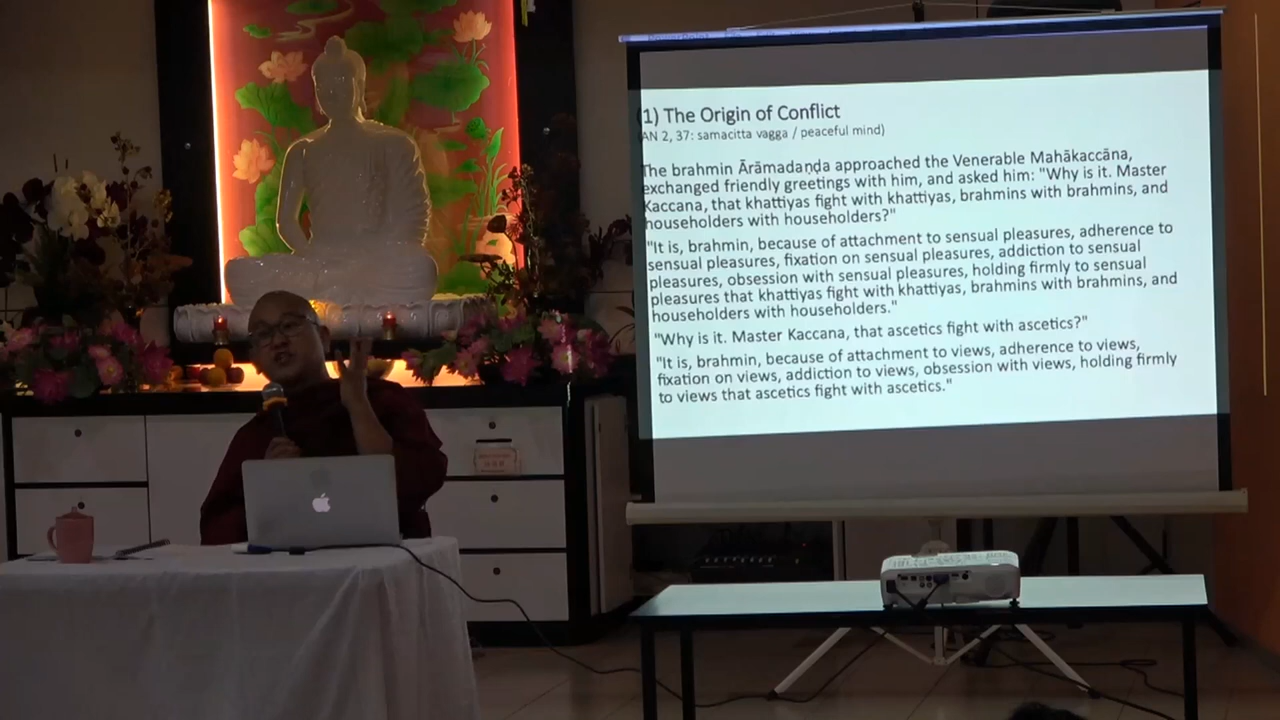 1) The Origin of Conflict
AN 2, 37: samacitta vagga / peaceful mind)
The brahmin Ārāmadaṇḍa approached the Venerable Mahākaccāna,
exchanged friendly greetings with him, and asked him: "Why is it. Master
Kaccana, that khattiyas fight with khattiyas, brahmins with brahmins, and
householders with householders?"
"It is, brahmin, because of attachment to sensual pleasures, adherence to
sensual pleasures, fixation on sensual pleasures, addiction to sensual
pleasures, obsession with sensual pleasures, holding firmly to sensual
pleasures that khattiyas fight with khattiyas, brahmins with brahmins, and
householders with householders."
"Why is it. Master Kaccana, that ascetics fight with ascetics?"
"It is, brahmin, because of attachment to views, adherence to views,
fixation on views, addiction to views, obsession with views, holding firmly
to views that ascetics fight with ascetics."